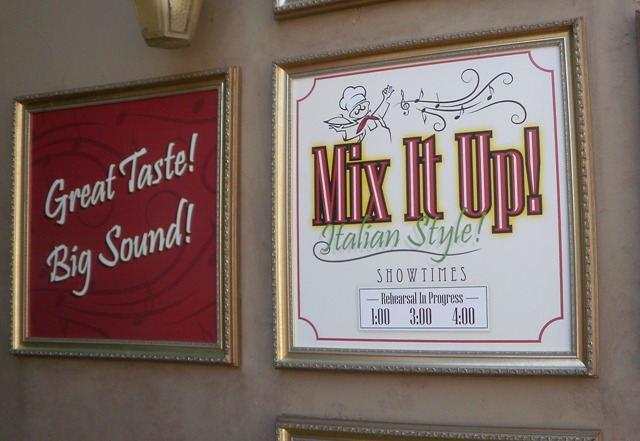 Great Taste!
Big Sound!
Mix It Up!
Italian Style!
SHOWTIMES
Rehearsal In Progress
1:00 3:00 4:00